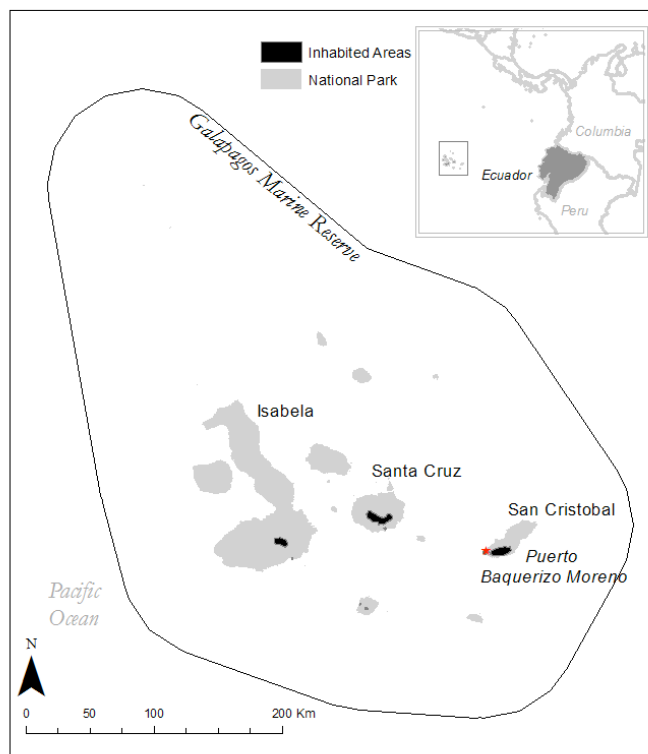 Inhabited Areas
National Park
Columbia
Ecuador
Peru
Galapagos Marine Reserve
Isabela
Santa Cruz
San Cristobal
Puerto
Baquerizo Moreno
Pacific
Ocean
N
0 50 100 200 Km